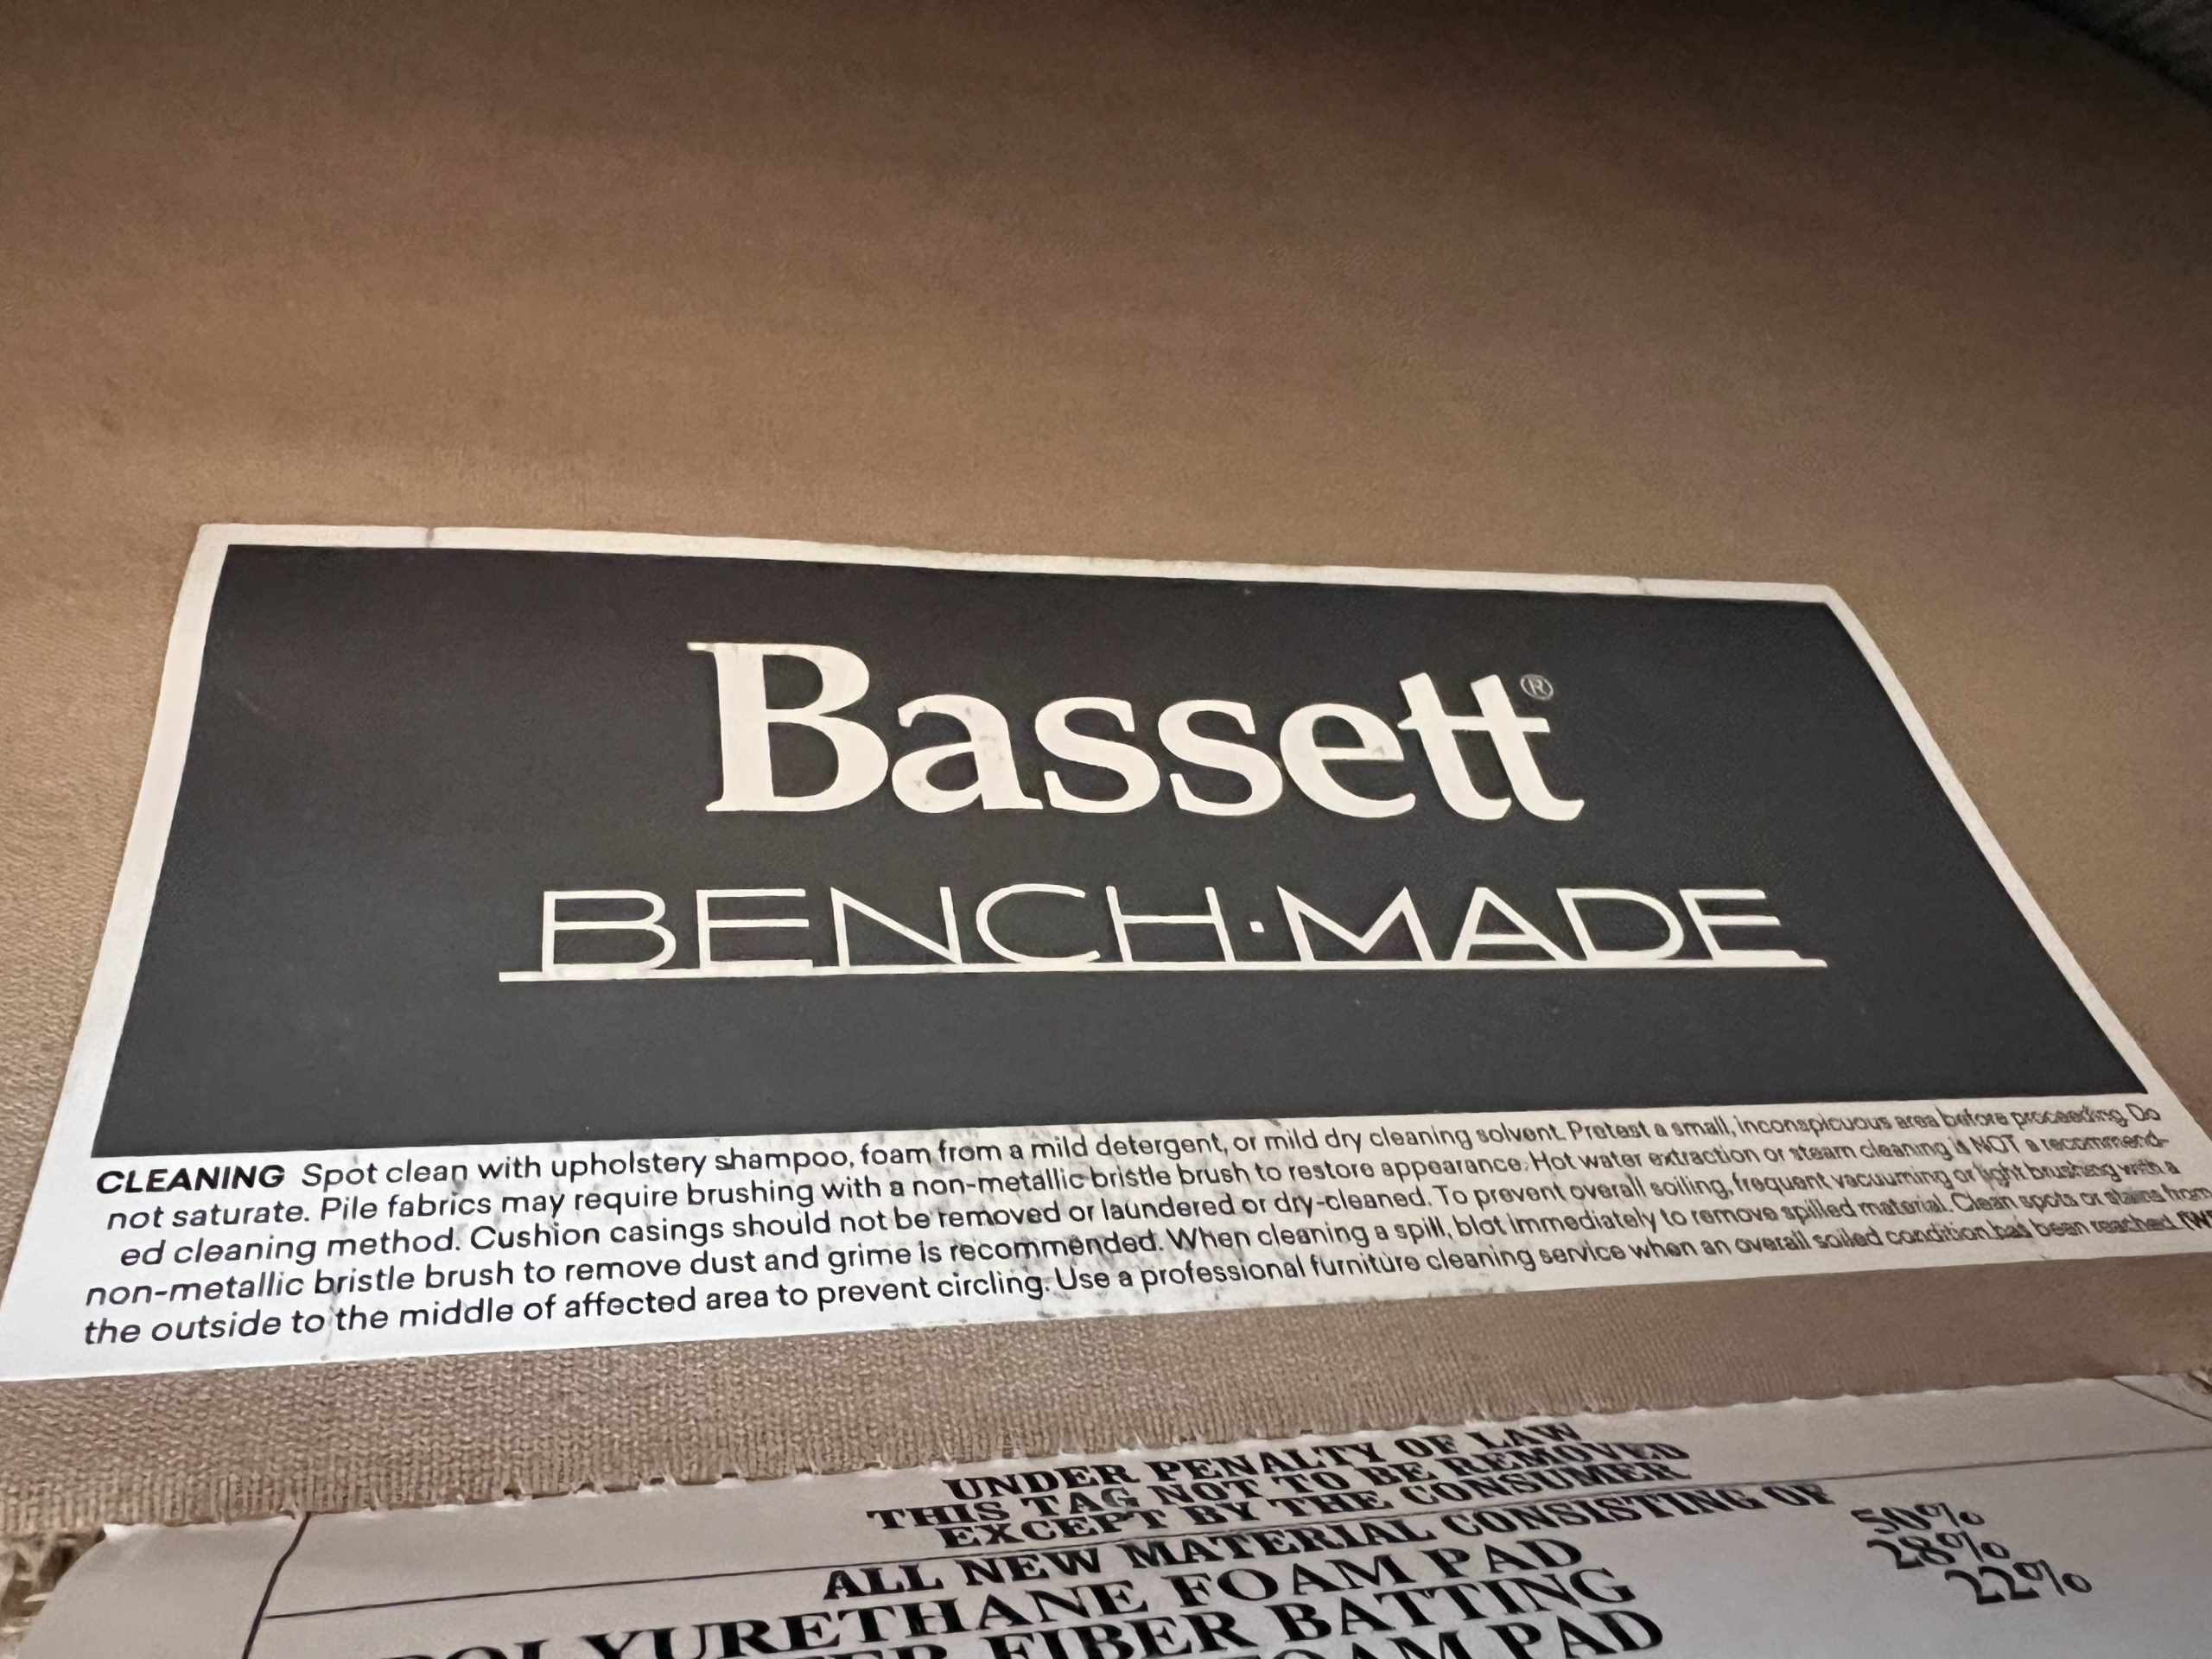 Bassett®
BENCH·MADE
CLEANING Spot clean with upholstery shampoo, foam from a mild detergent, or mild dry cleaning solvent. Pretest a small, inconspicuous area before proceeding. Do
not saturate. Pile fabrics may require brushing with a non-metallic bristle brush to restore appearance. Hot water extraction or steam cleaning is NOT a recommend-
ed cleaning method. Cushion casings should not be removed or laundered or dry-cleaned. To prevent overall soiling, frequent vacuuming or light brushing with a
non-metallic bristle brush to remove dust and grime is recommended. When cleaning a spill, blot immediately to remove spilled material. Clean spots or stains from
the outside to the middle of affected area to prevent circling. Use a professional furniture cleaning service when an overall soiled condition has been reached.
UNDER PENALTY OF LAW
THIS TAG NOT TO BE REMOVED
EXCEPT BY THE CONSUMER
ALL NEW MATERIAL CONSISTING OF
POLYURETHANE FOAM PAD 50%
FIBER BATTING 28%
FOAM PAD 22%